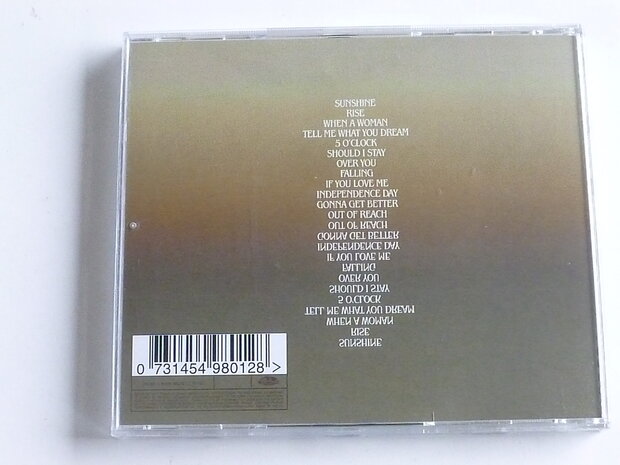 SUNSHINE
RISE
WHEN A WOMAN
TELL ME WHAT YOU DREAM
5 O'CLOCK
SHOULD I STAY
OVER YOU
FALLING
IF YOU LOVE ME
INDEPENDENCE DAY
GONNA GET BETTER
OUT OF REACH
OUT OF REACH
GONNA GET BETTER
INDEPENDENCE DAY
IF YOU LOVE ME
FALLING
OVER YOU
SHOULD I STAY
5 O'CLOCK
TELL ME WHAT YOU DREAM
WHEN A WOMAN
RISE
SUNSHINE
0 731454 980128 >